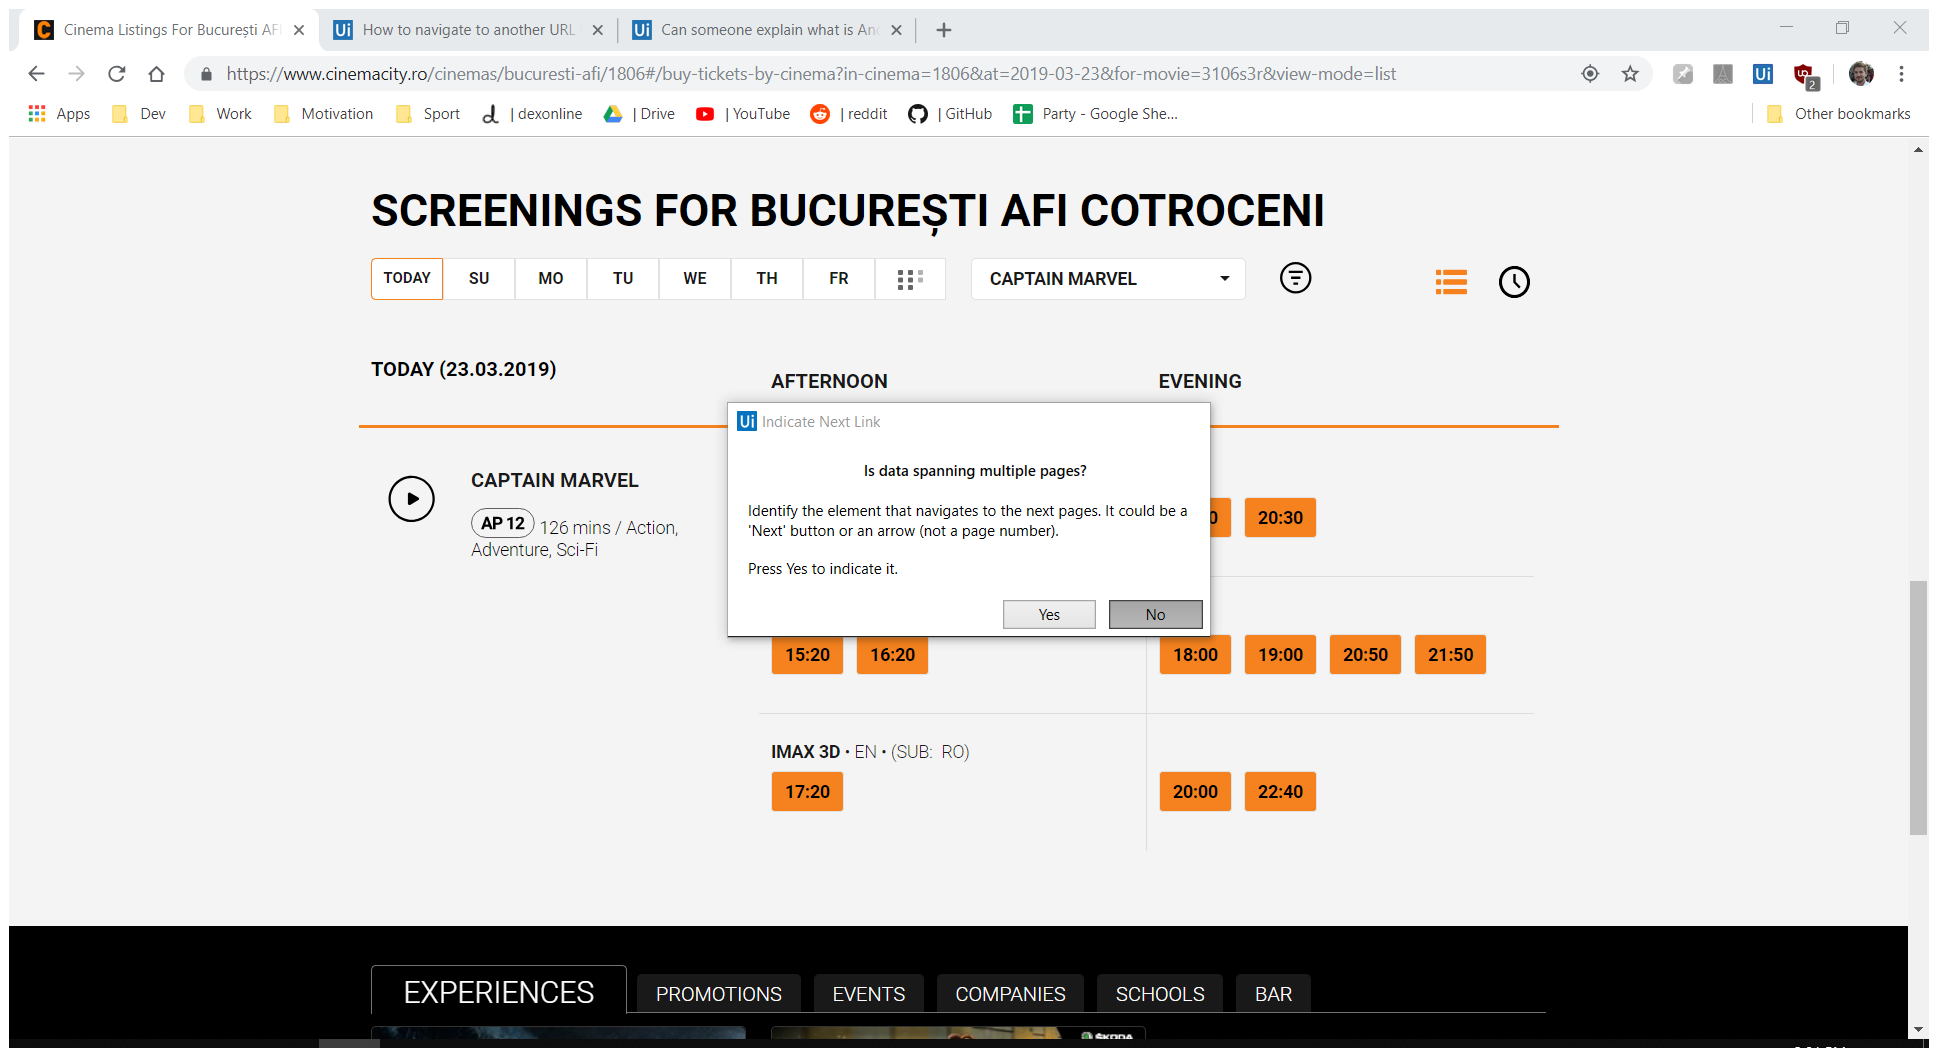 Cinema Listings For București AFI
How to navigate to another URL
Can someone explain what is
https://www.cinemacity.ro/cinemas/bucuresti-afi/1806#/buy-tickets-by-cinema?in-cinema=1806&at=2019-03-23&for-movie=3106s3r&view-mode=list
Ui
2
Apps Dev Work Motivation Sport | dexonline | Drive | YouTube | reddit | GitHub Party - Google She... Other bookmarks
SCREENINGS FOR BUCUREȘTI AFI COTROCENI
TODAY SU MO TU WE TH FR CAPTAIN MARVEL
TODAY (23.03.2019)
AFTERNOON EVENING
Ui Indicate Next Link
Is data spanning multiple pages?
Identify the element that navigates to the next pages. It could be a
'Next' button or an arrow (not a page number).
Press Yes to indicate it.
Yes No
CAPTAIN MARVEL
AP 12 126 mins / Action,
Adventure, Sci-Fi
20:30
15:20 16:20 18:00 19:00 20:50 21:50
IMAX 3D • EN • (SUB: RO)
17:20 20:00 22:40
EXPERIENCES PROMOTIONS EVENTS COMPANIES SCHOOLS BAR
ŠKODA